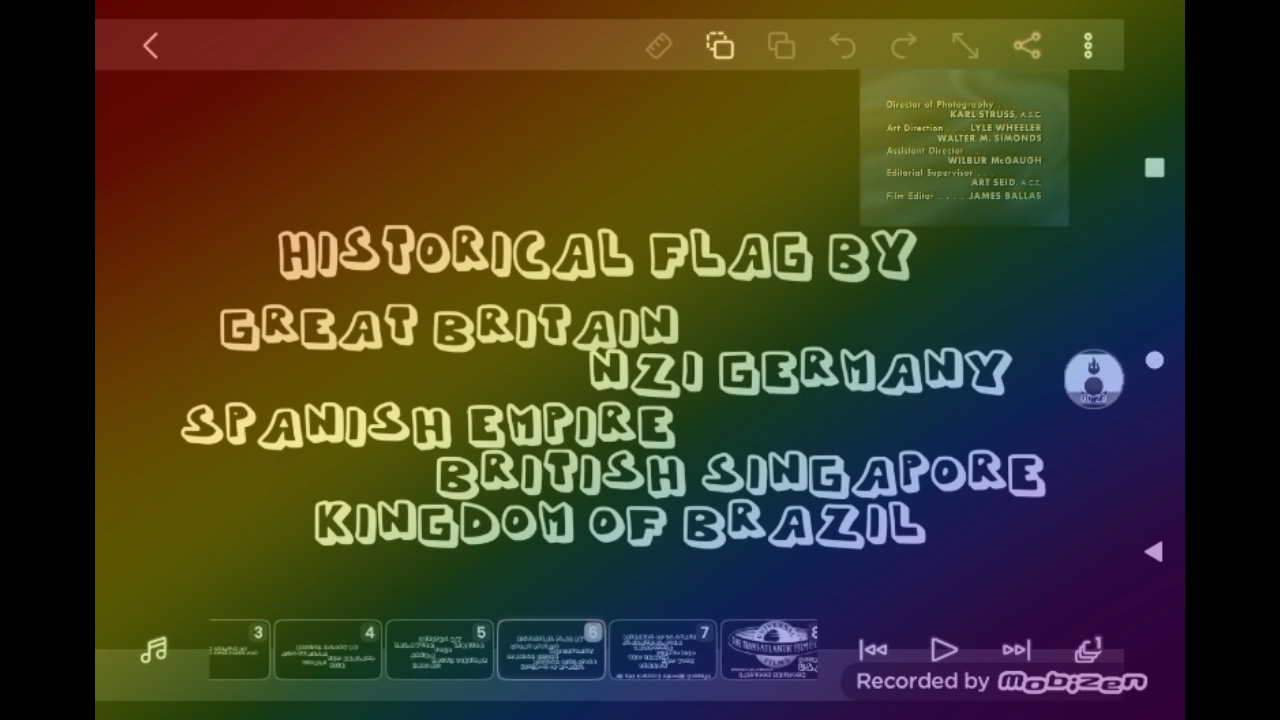 Director of Photography . . .
KARL STRUSS, A.S.C.
Art Direction . . . . LYLE WHEELER
WALTER M. SIMONDS
Assistant Director . . .
WILBUR McGAUGH
Editorial Supervisor . . .
ART SEID, A.C.E.
Film Editor . . . . JAMES BALLAS
HISTORICAL FLAG BY
GREAT BRITAIN
NZI GERMANY
SPANISH EMPIRE
BRITISH SINGAPORE
KINGDOM OF BRAZIL
3 4 5 6 7 8
1
Recorded by mobizen